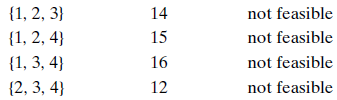 {1, 2, 3} 14 not feasible
{1, 2, 4} 15 not feasible
{1, 3, 4} 16 not feasible
{2, 3, 4} 12 not feasible